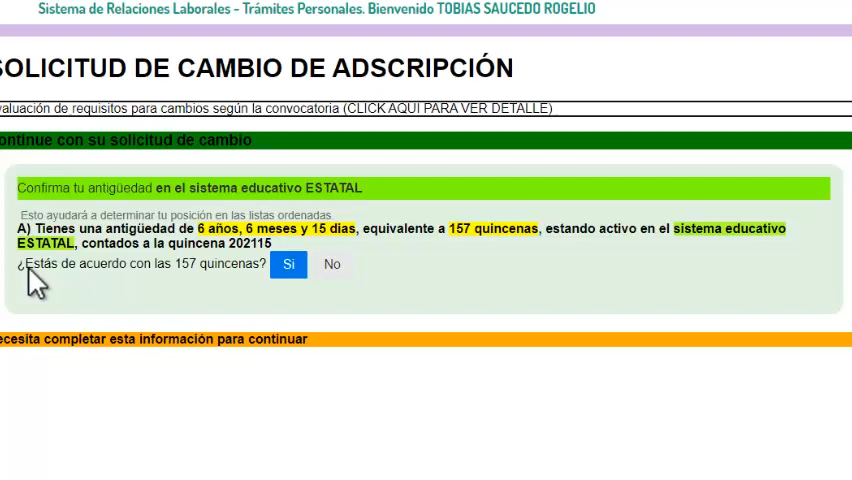 Sistema de Relaciones Laborales - Trámites Personales. Bienvenido TOBIAS SAUCEDO ROGELIO
SOLICITUD DE CAMBIO DE ADSCRIPCIÓN
valuación de requisitos para cambios según la convocatoria (CLICK AQUI PARA VER DETALLE)
ontinue con su solicitud de cambio
Confirma tu antigüedad en el sistema educativo ESTATAL
Esto ayudará a determinar tu posición en las listas ordenadas
A) Tienes una antigüedad de 6 años, 6 meses y 15 dias, equivalente a 157 quincenas, estando activo en el sistema educativo
ESTATAL, contados a la quincena 202115
¿Estás de acuerdo con las 157 quincenas? Si No
ecesita completar esta información para continuar